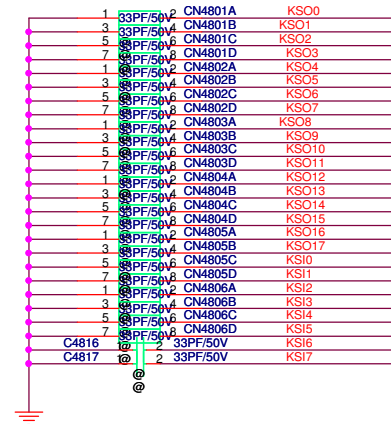 1 33PF/50V 2 CN4801A KSO0
3 33PF/50V 4 CN4801B KSO1
5 33PF/50V 6 CN4801C KSO2
7 33PF/50V 8 CN4801D KSO3
1 33PF/50V 2 CN4802A KSO4
3 33PF/50V 4 CN4802B KSO5
5 33PF/50V 6 CN4802C KSO6
7 33PF/50V 8 CN4802D KSO7
1 33PF/50V 2 CN4803A KSO8
3 33PF/50V 4 CN4803B KSO9
5 33PF/50V 6 CN4803C KSO10
7 33PF/50V 8 CN4803D KSO11
1 33PF/50V 2 CN4804A KSO12
3 33PF/50V 4 CN4804B KSO13
5 33PF/50V 6 CN4804C KSO14
7 33PF/50V 8 CN4804D KSO15
1 33PF/50V 2 CN4805A KSO16
3 33PF/50V 4 CN4805B KSO17
5 33PF/50V 6 CN4805C KSI0
7 33PF/50V 8 CN4805D KSI1
1 33PF/50V 2 CN4806A KSI2
3 33PF/50V 4 CN4806B KSI3
5 33PF/50V 6 CN4806C KSI4
7 33PF/50V 8 CN4806D KSI5
C4816 1 @ 2 33PF/50V KSI6
C4817 1 @ 2 33PF/50V KSI7
@
@